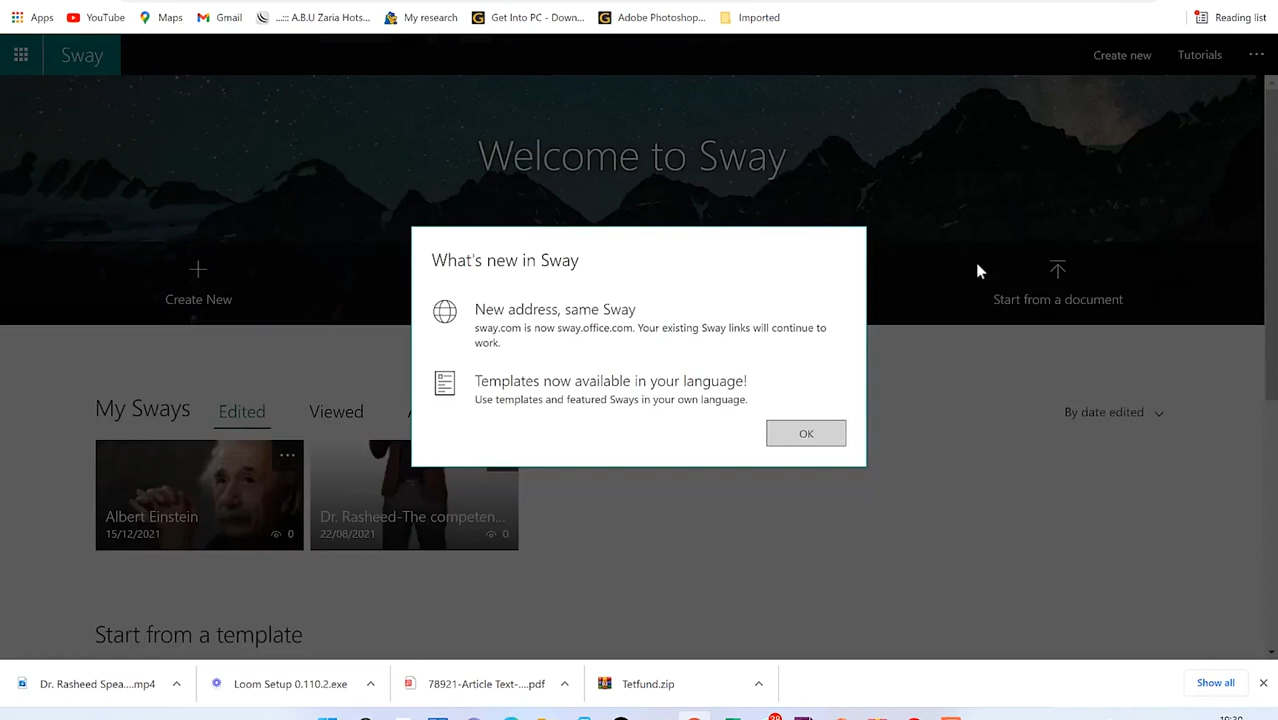 Apps YouTube Maps Gmail ...::: A.B.U Zaria Hots... My research Get Into PC - Down... Adobe Photoshop... Imported Reading list
Sway Create new Tutorials ...
Welcome to Sway
What's new in Sway
New address, same Sway
sway.com is now sway.office.com. Your existing Sway links will continue to
work.
Templates now available in your language!
Use templates and featured Sways in your own language.
OK
Create New
Start from a document
My Sways Edited Viewed
By date edited
Albert Einstein
15/12/2021 0
Dr. Rasheed-The competen...
22/08/2021 0
Start from a template
Dr. Rasheed Spea....mp4 Loom Setup 0.110.2.exe 78921-Article Text-....pdf Tetfund.zip Show all